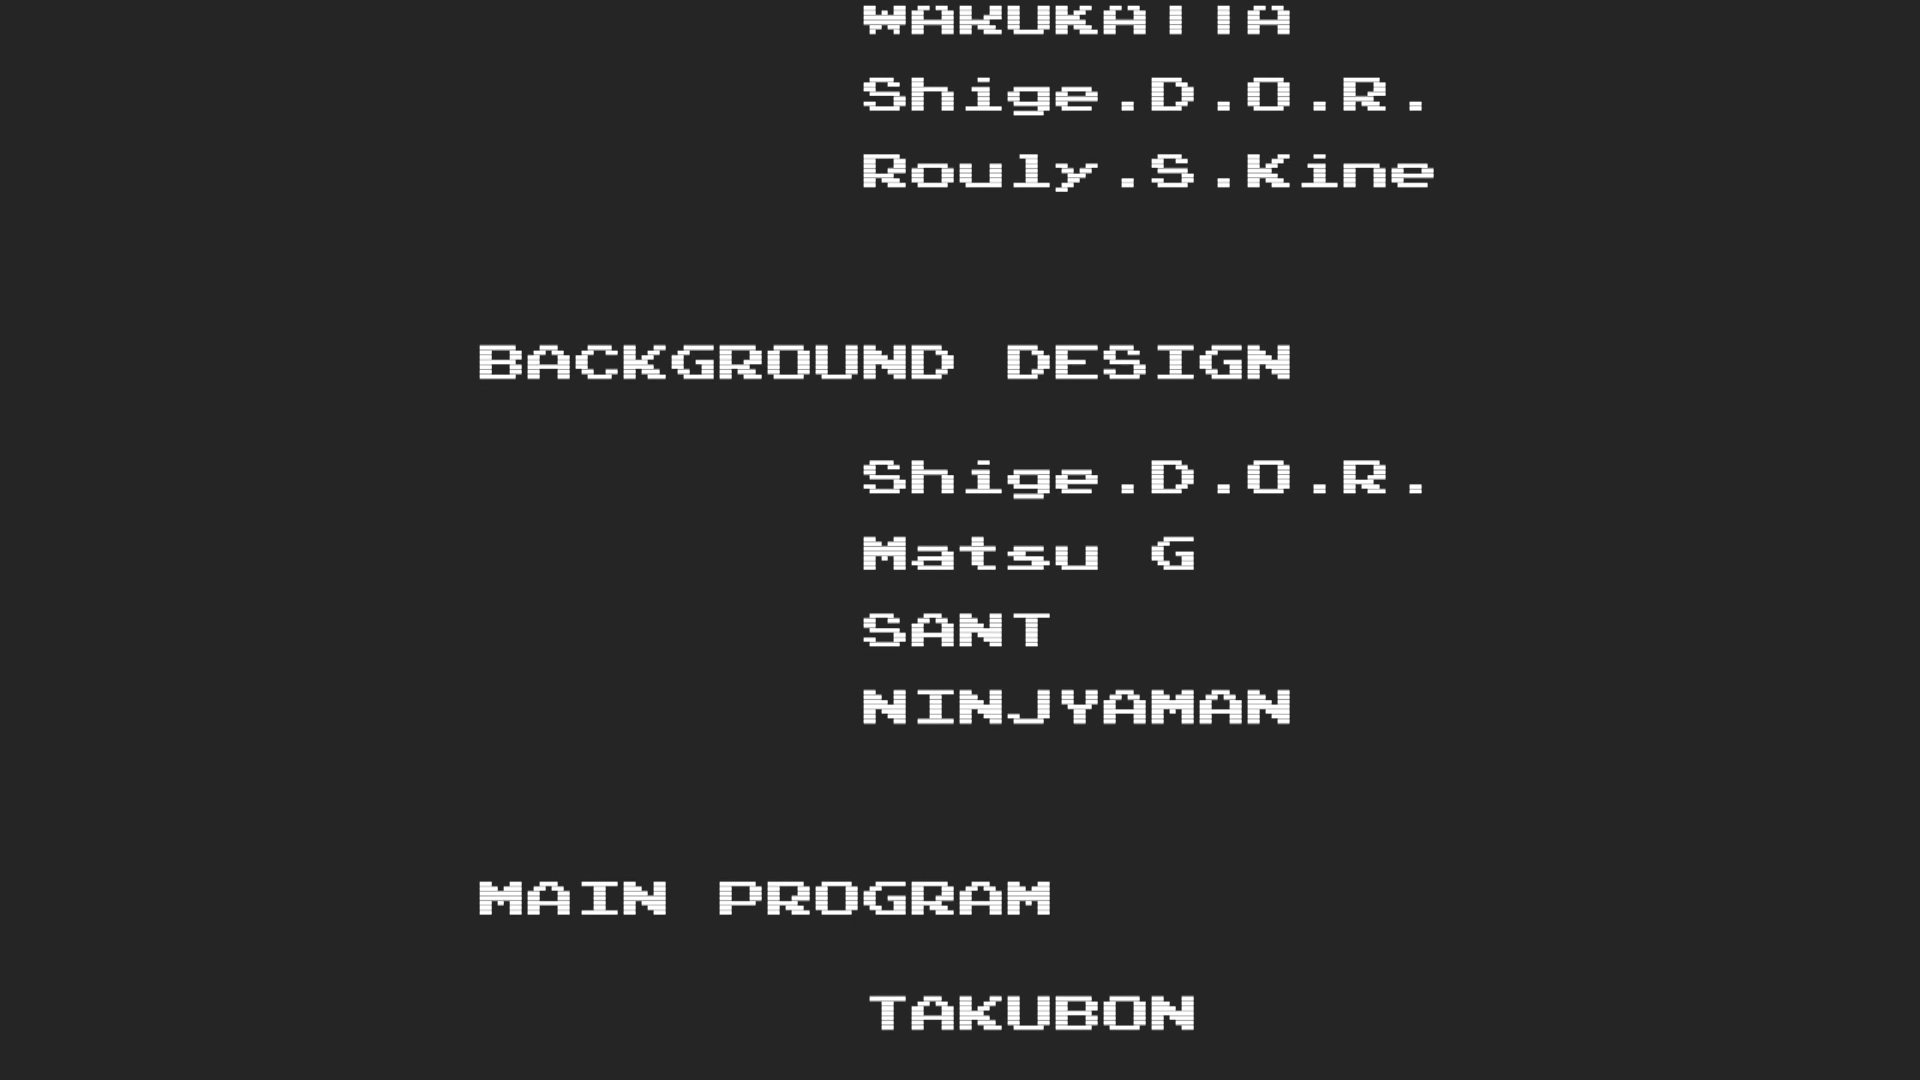 Shige.D.O.R.
Rouly.S.Kine
BACKGROUND DESIGN
Shige.D.O.R.
Matsu G
SANT
NINJYAMAN
MAIN PROGRAM
TAKUBON